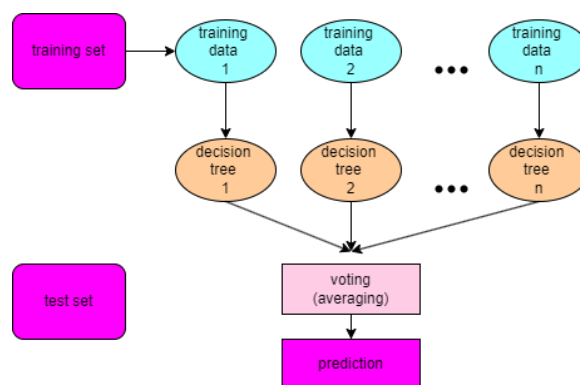 training set
training
data
1
training
data
2
training
data
n
decision
tree
1
decision
tree
2
decision
tree
n
test set
voting
(averaging)
prediction